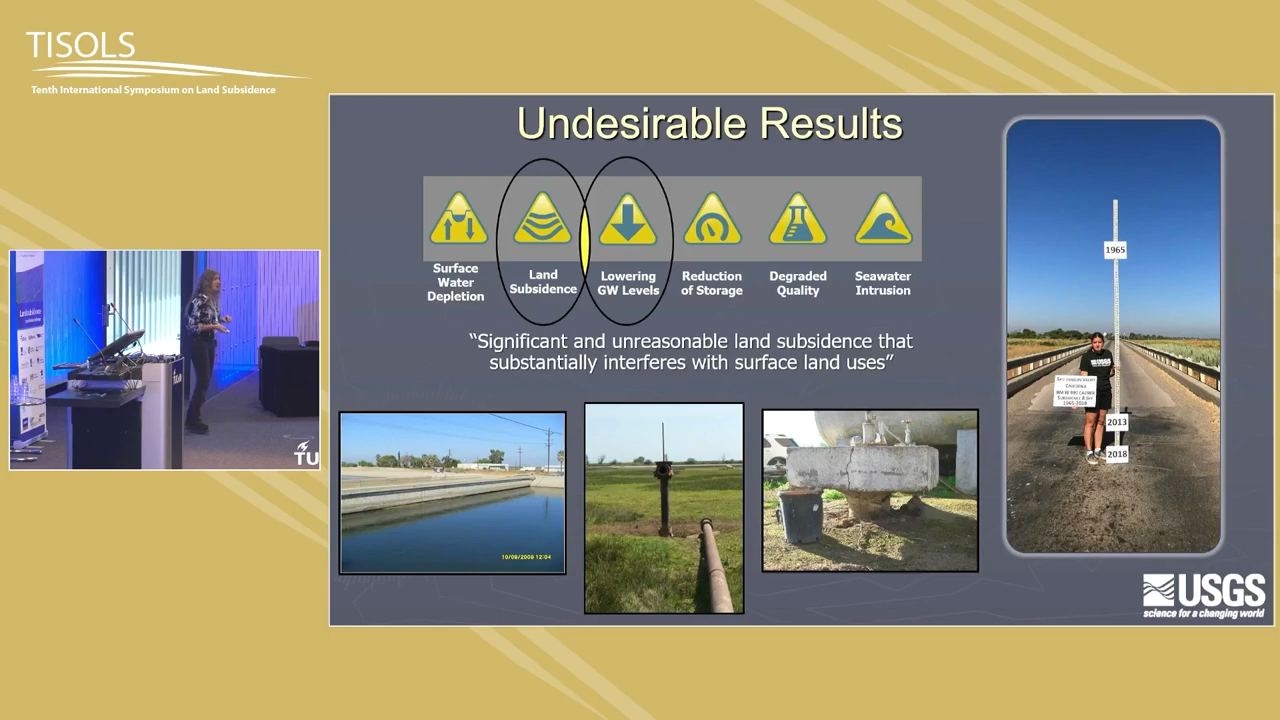 TISOLS
Tenth International Symposium on Land Subsidence
Undesirable Results
Surface
Water
Depletion
Land
Subsidence
Lowering
GW Levels
Reduction
of Storage
Degraded
Quality
Seawater
Intrusion
“Significant and unreasonable land subsidence that
substantially interferes with surface land uses”
1965
2013
2018
10/09/2008 12:04
TU
USGS
science for a changing world